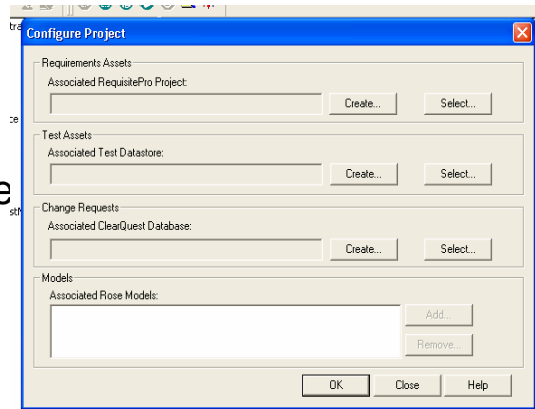 Configure Project
Requirements Assets
Associated RequisitePro Project:
Create... Select...
Test Assets
Associated Test Datastore:
Create... Select...
Change Requests
Associated ClearQuest Database:
Create... Select...
Models
Associated Rose Models:
Add...
Remove...
OK Close Help